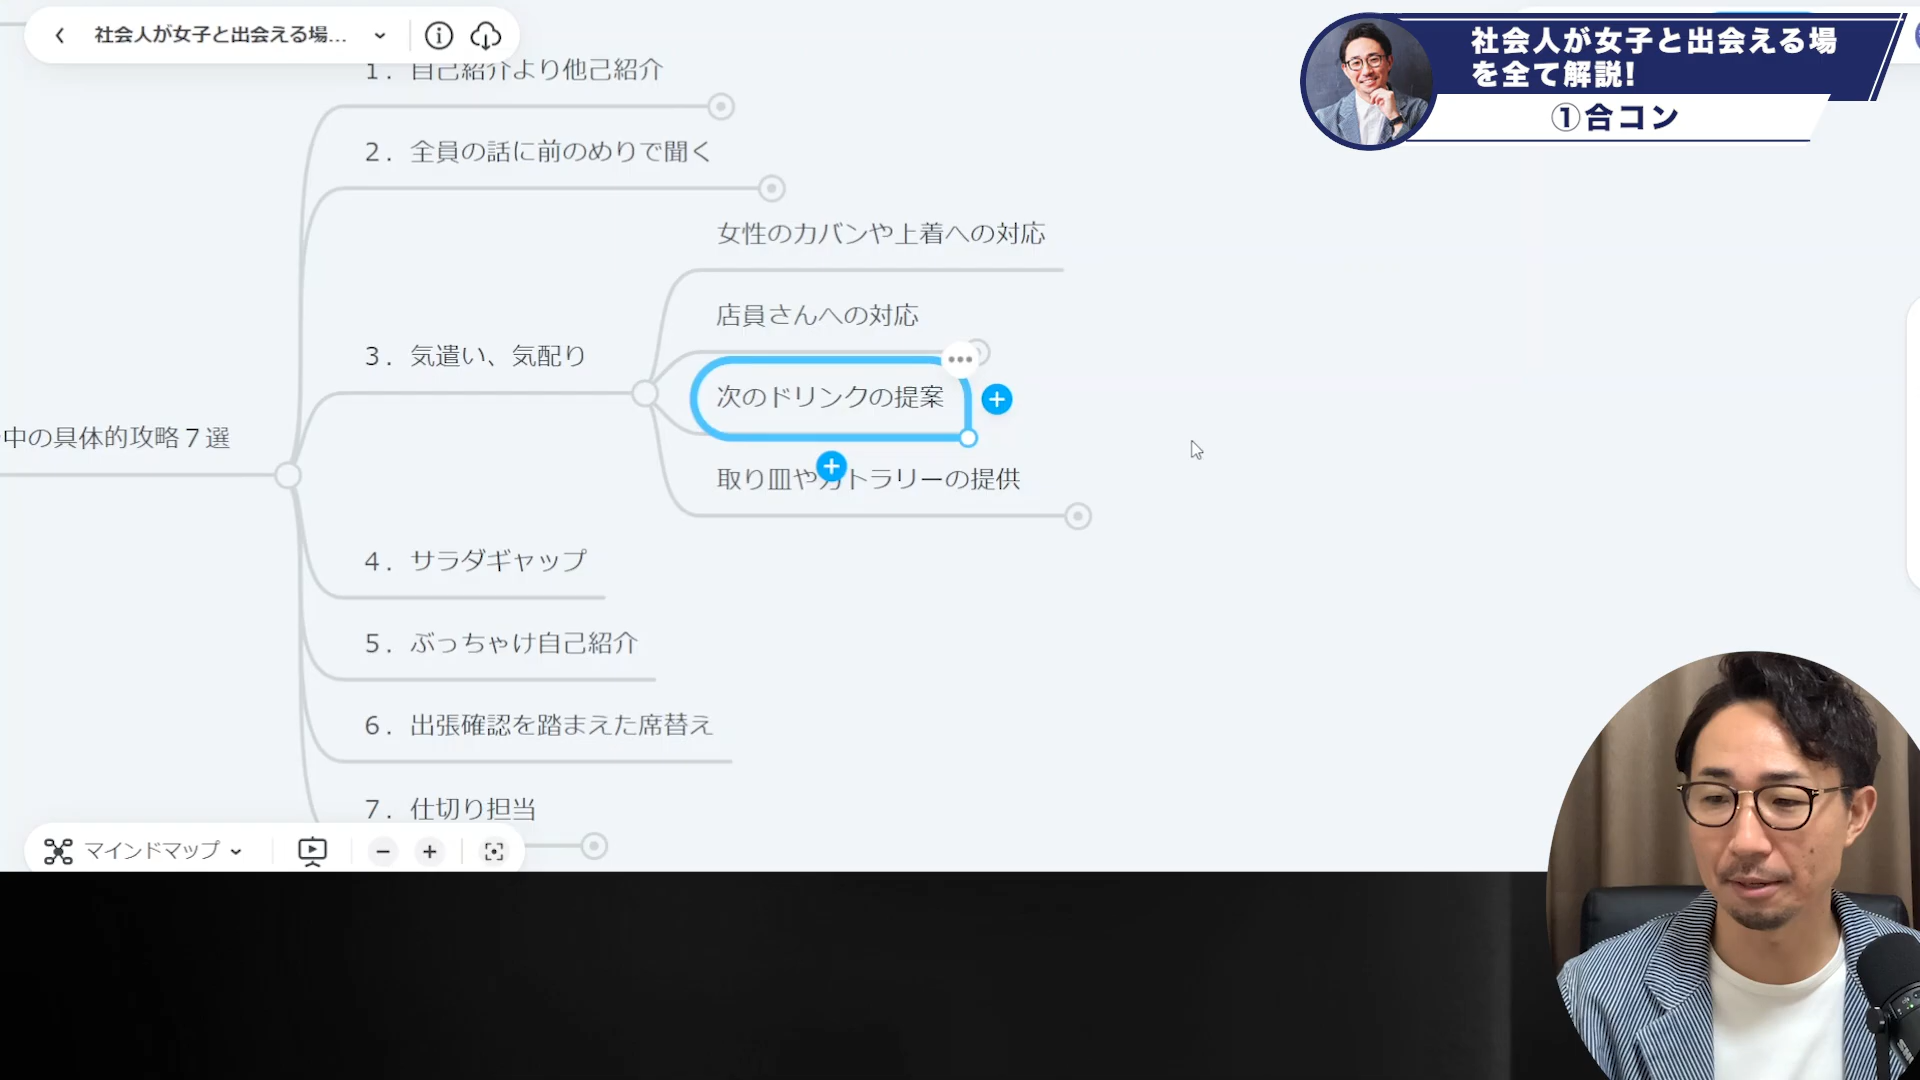 社会人が女子と出会える場...
社会人が女子と出会える場
を全て解説!
①合コン
1. 自己紹介より他己紹介
2. 全員の話に前のめりで聞く
女性のカバンや上着への対応
店員さんへの対応
3. 気遣い、気配り
次のドリンクの提案
中の具体的攻略７選
取り皿やカトラリーの提供
4. サラダギャップ
5. ぶっちゃけ自己紹介
6. 出張確認を踏まえた席替え
7. 仕切り担当
マインドマップ